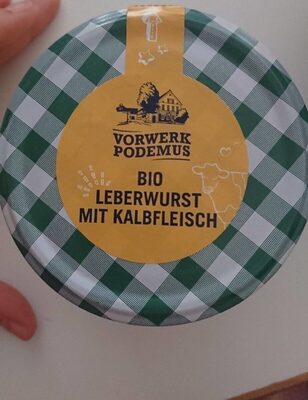 VORWERK
PODEMUS
BIO
LEBERWURST
MIT KALBFLEISCH